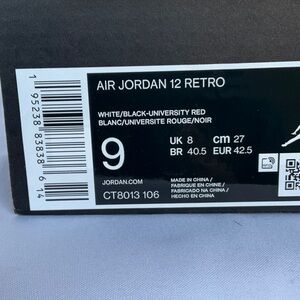 AIR JORDAN 12 RETRO
WHITE/BLACK-UNIVERSITY RED
BLANC/UNIVERSITE ROUGE/NOIR
9
UK 8 cm 27
BR 40.5 EUR 42.5
JORDAN.COM
CT8013 106
MADE IN CHINA /
FABRIQUE EN CHINE /
FABRICADO NA CHINA /
HECHO EN CHINA
1 95238 83838 6 14